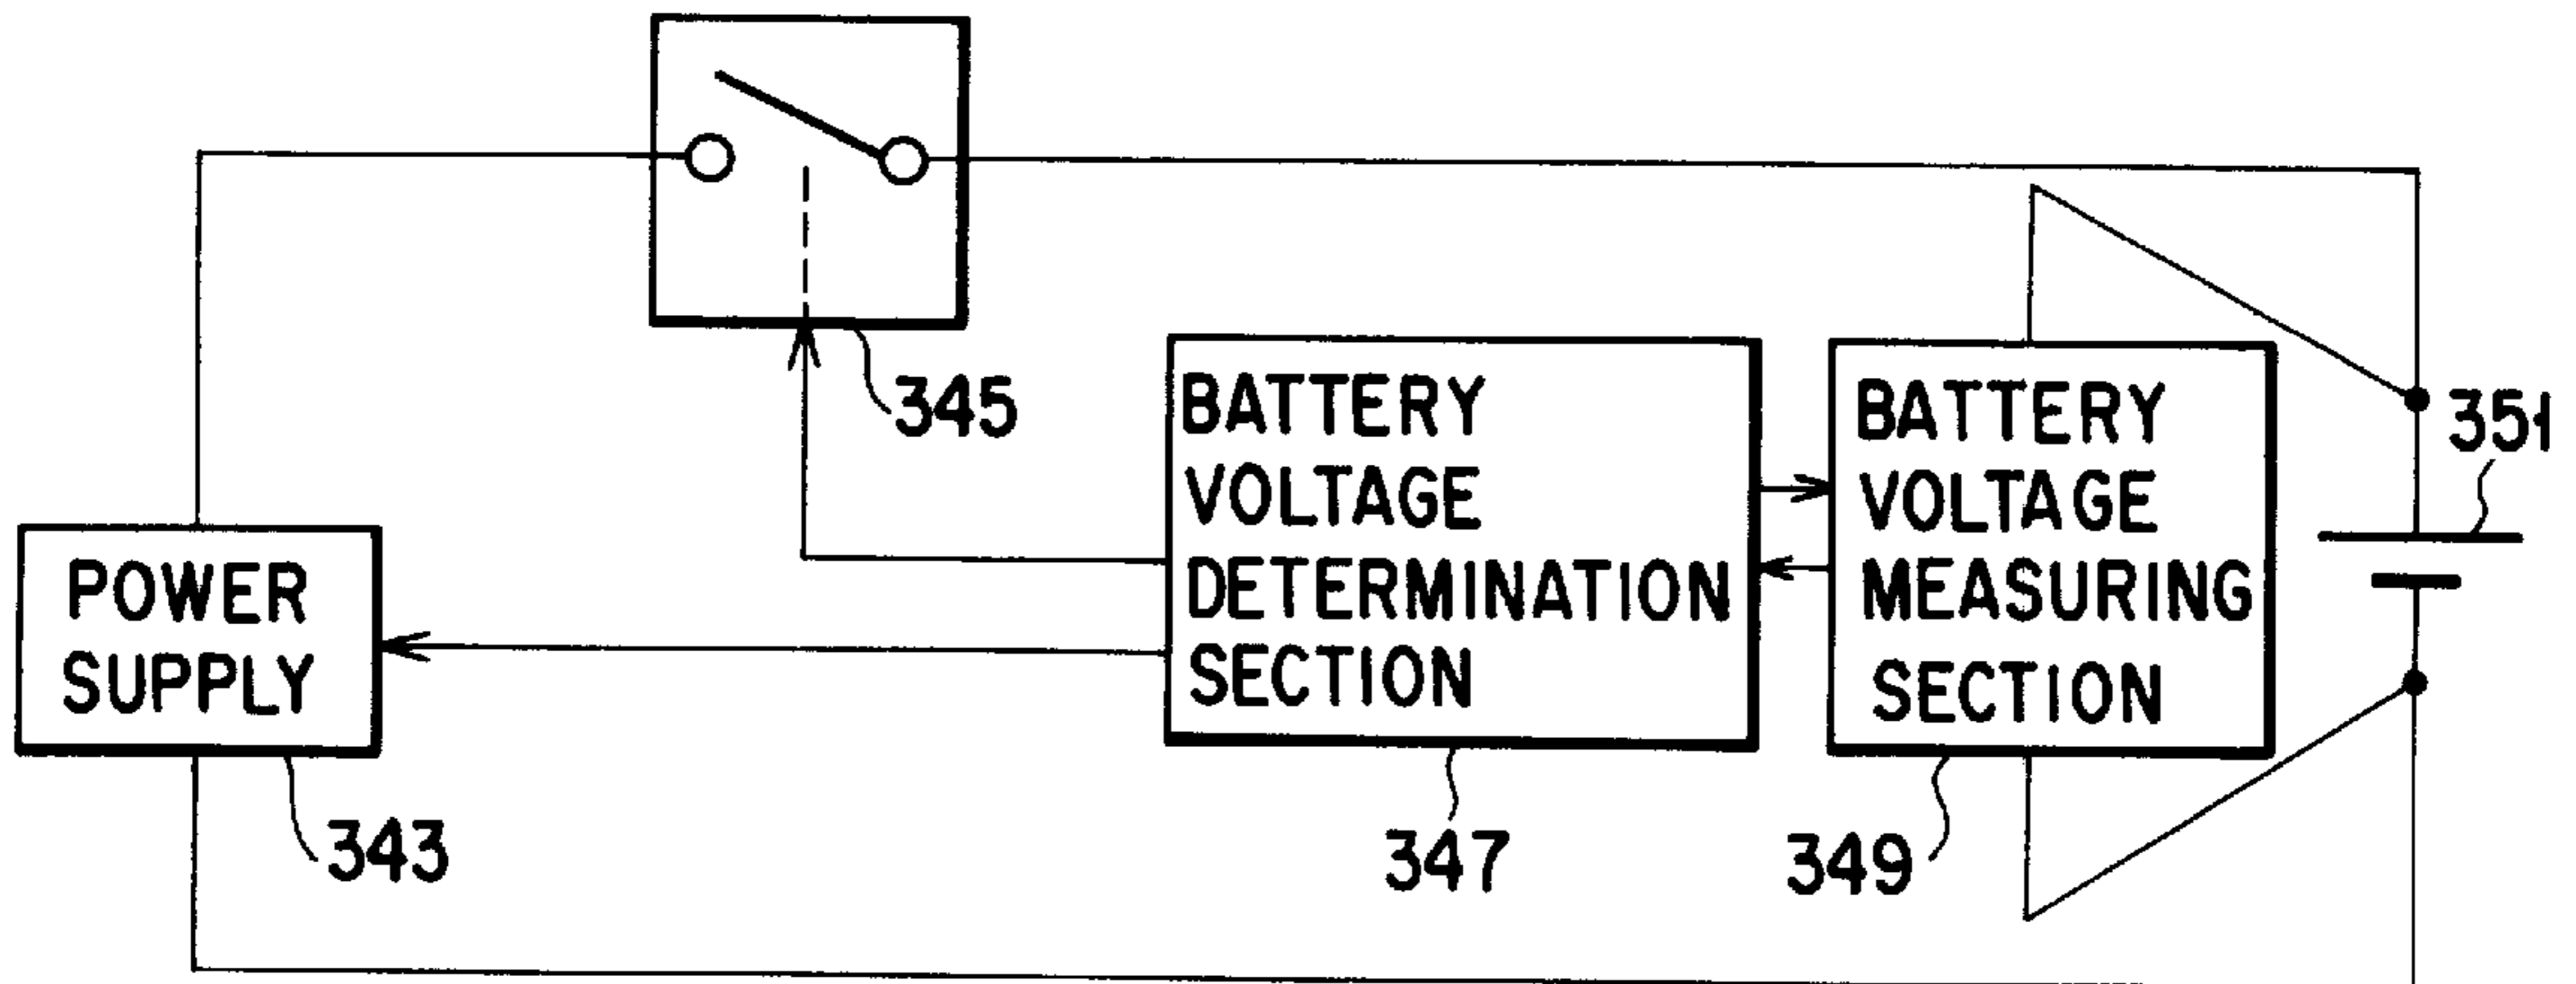 345
BATTERY
VOLTAGE
DETERMINATION
SECTION
BATTERY
VOLTAGE
MEASURING
SECTION
351
POWER
SUPPLY
343
347
349